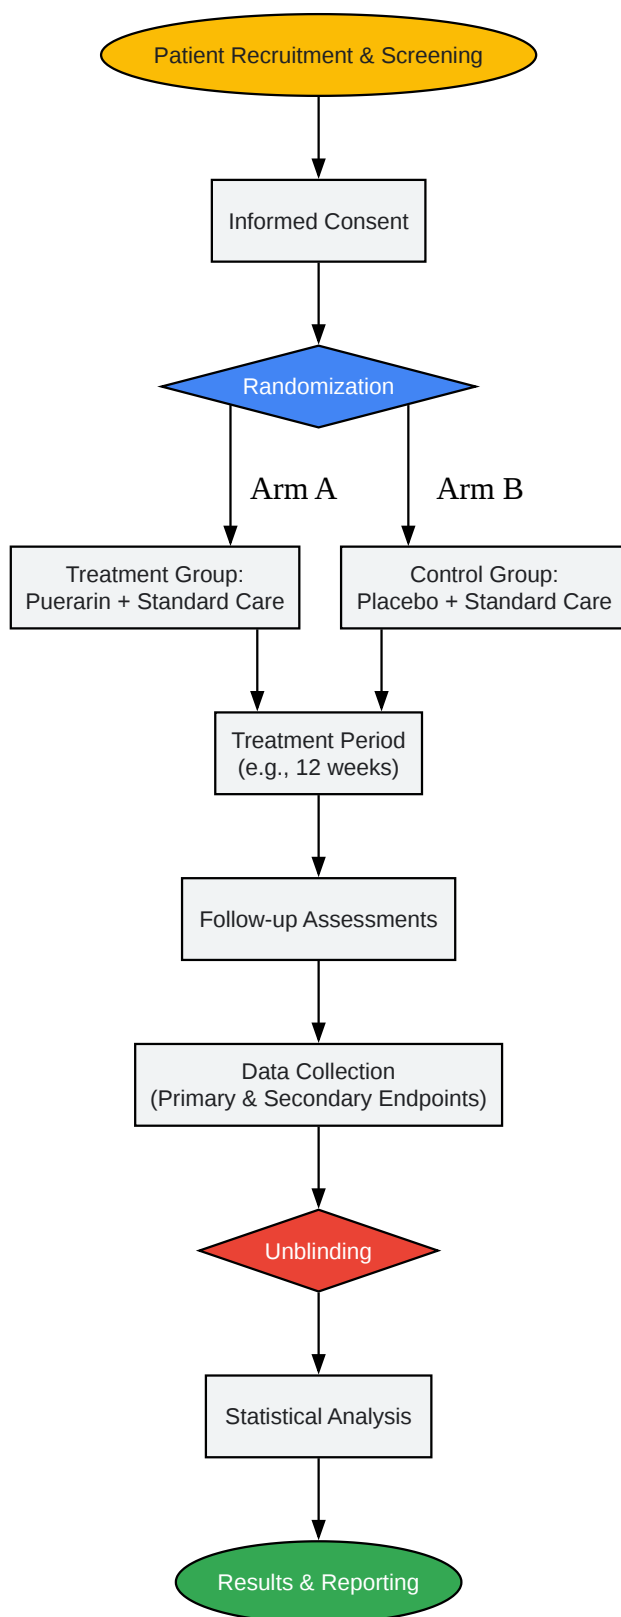 Patient Recruitment & Screening
Informed Consent
Randomization
Arm A
Arm B
Treatment Group:
Puerarin + Standard Care
Control Group:
Placebo + Standard Care
Treatment Period
(e.g., 12 weeks)
Follow-up Assessments
Data Collection
(Primary & Secondary Endpoints)
Unblinding
Statistical Analysis
Results & Reporting